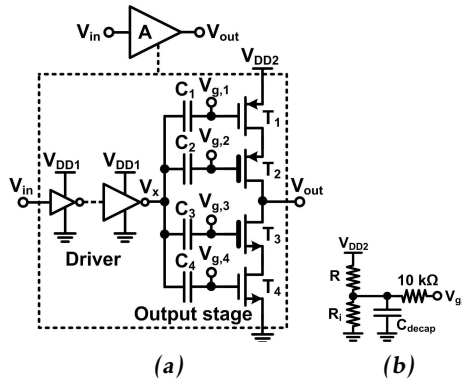 V_in A V_out
V_DD2
C_1 V_g,1
T_1
C_2 V_g,2
T_2
V_DD1 V_DD1
V_in V_x V_out
C_3 V_g,3
T_3
Driver
C_4 V_g,4
T_4
Output stage
(a)
V_DD2
R
10 kΩ
V_g
R_i
C_decap
(b)